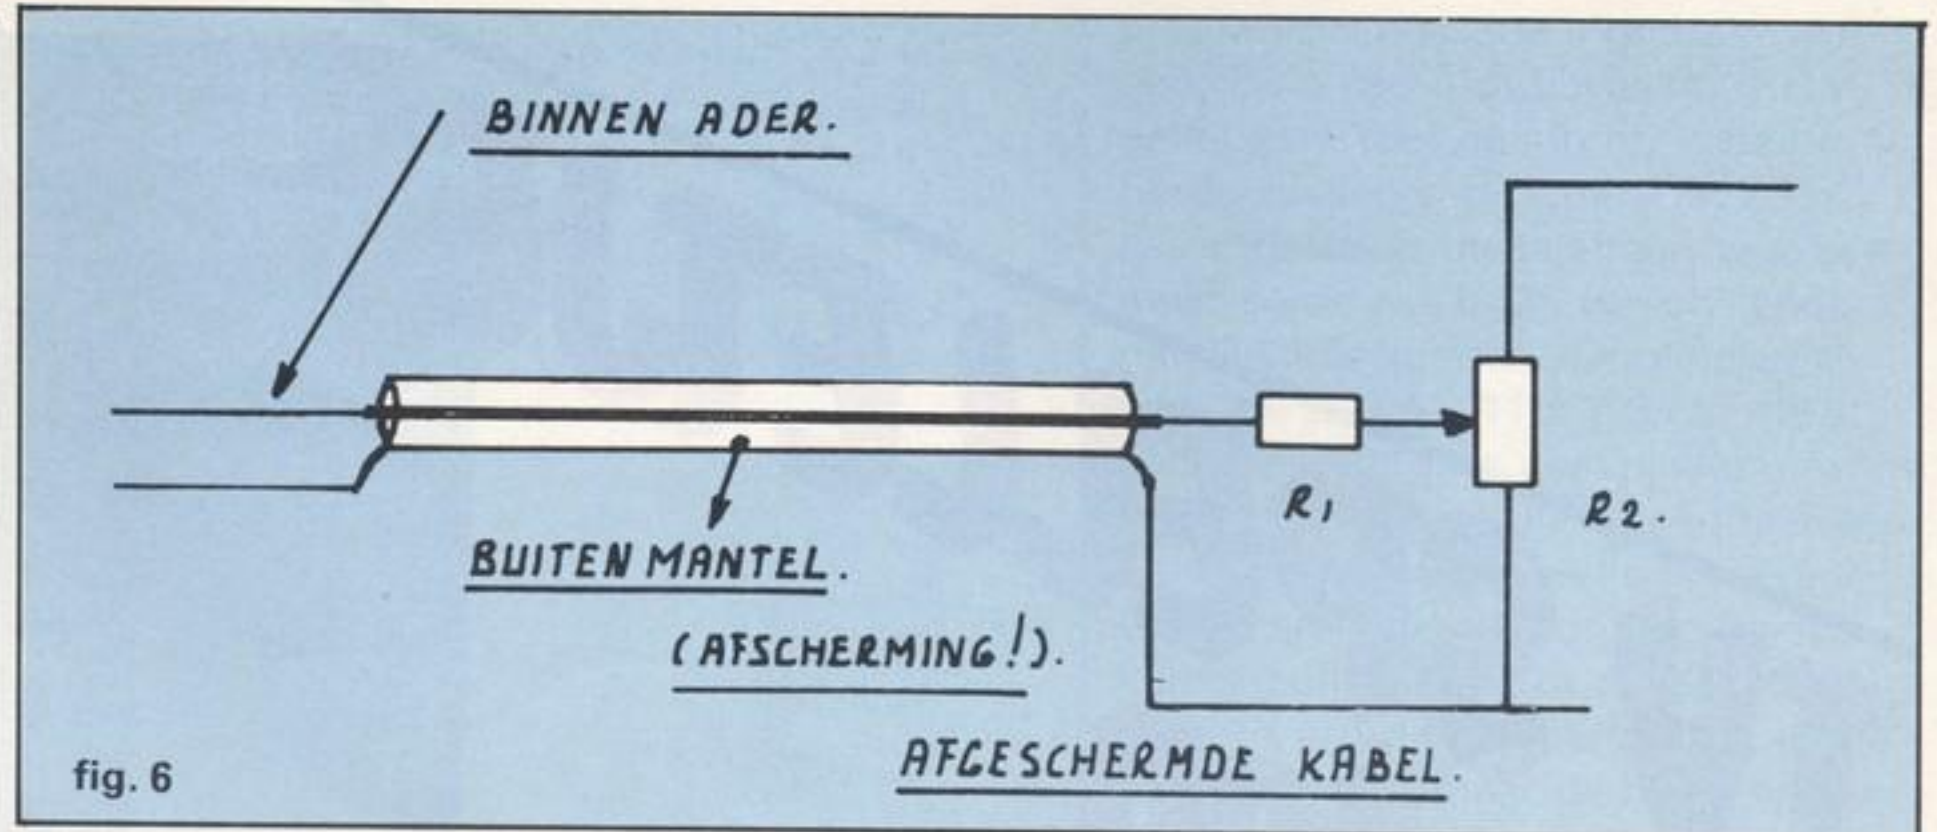 BINNEN ADER.
R1
R2.
BUITEN MANTEL.
(AFSCHERMING!).
AFGESCHERMDE KABEL.
fig. 6